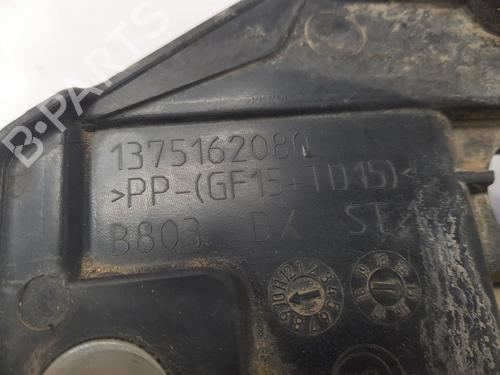 B-PARTS
1375162080
>PP-(GF15+TD15)<
B803 DX ST